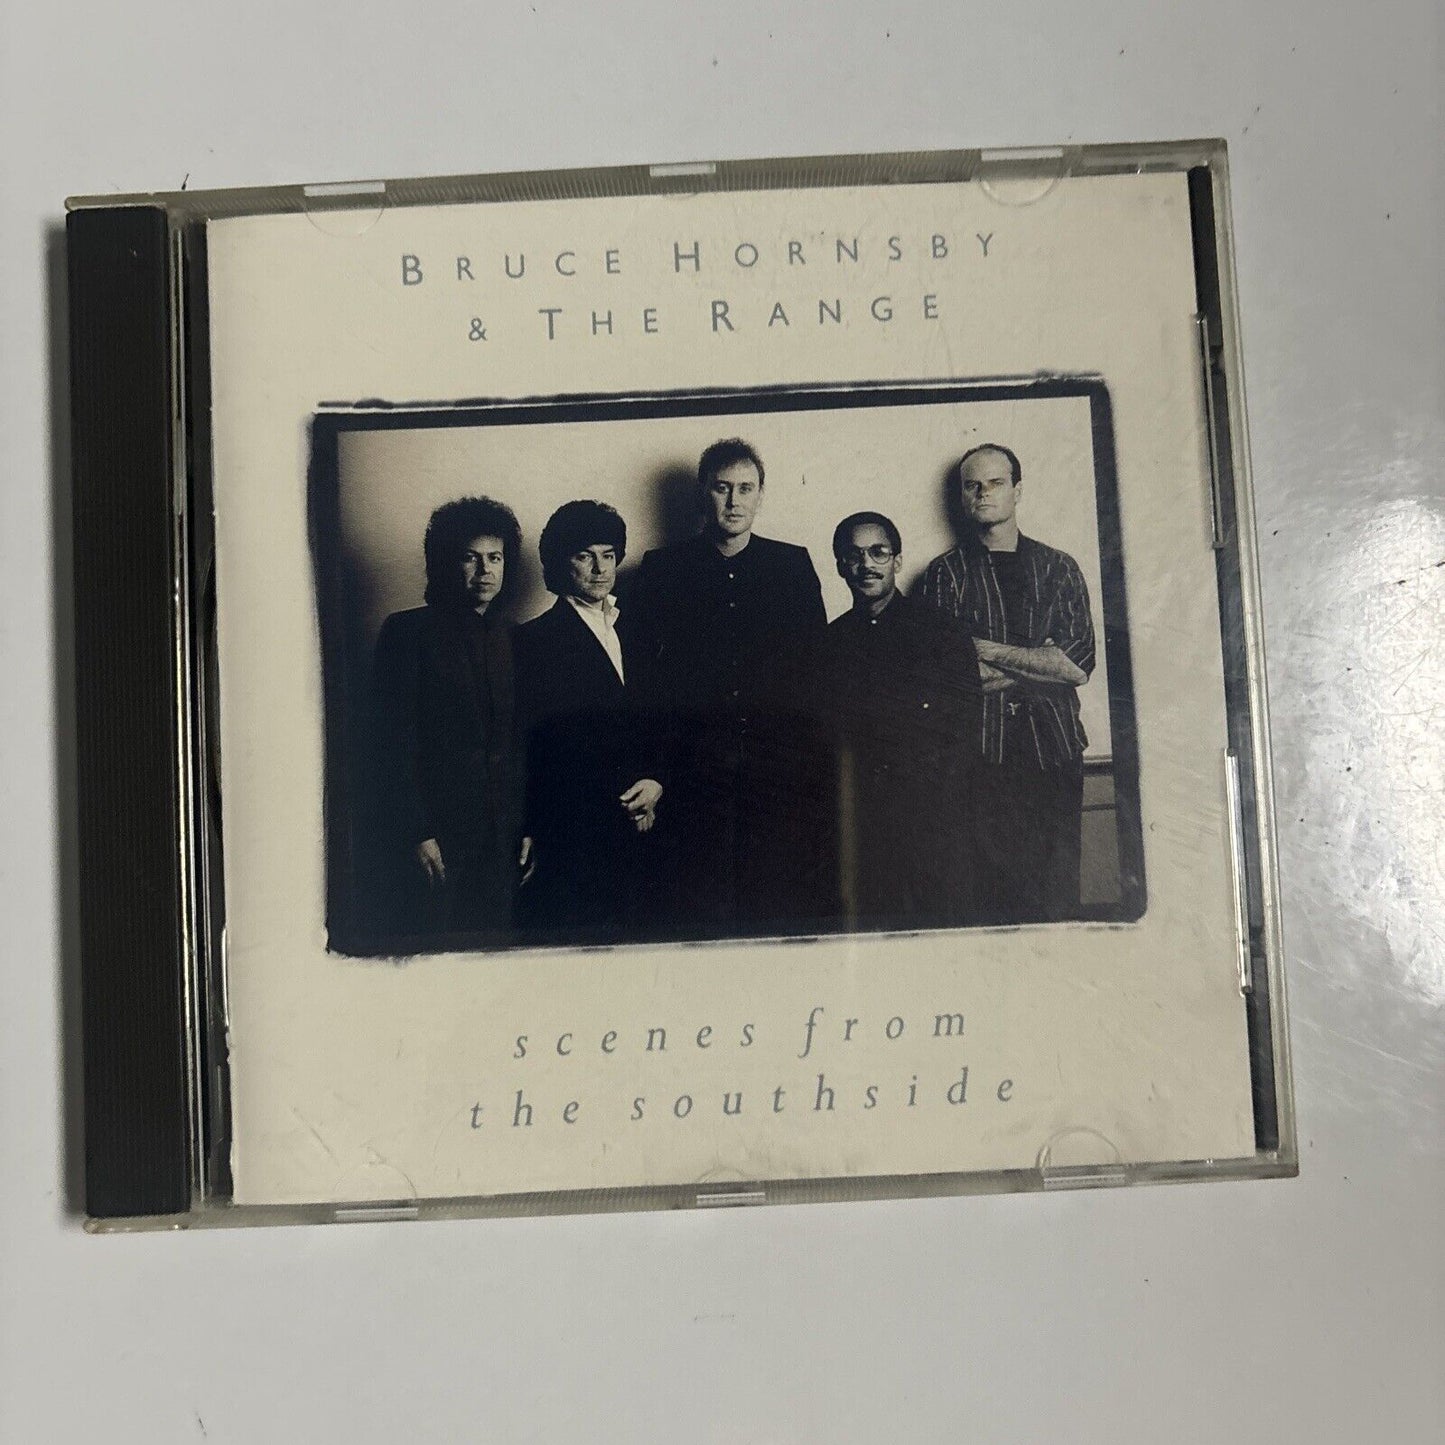 BRUCE HORNSBY
& THE RANGE
scenes from
the southside